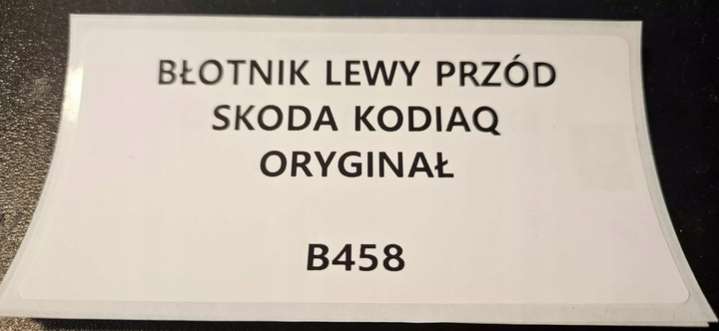 BŁOTNIK LEWY PRZÓD
SKODA KODIAQ
ORYGINAŁ
B458